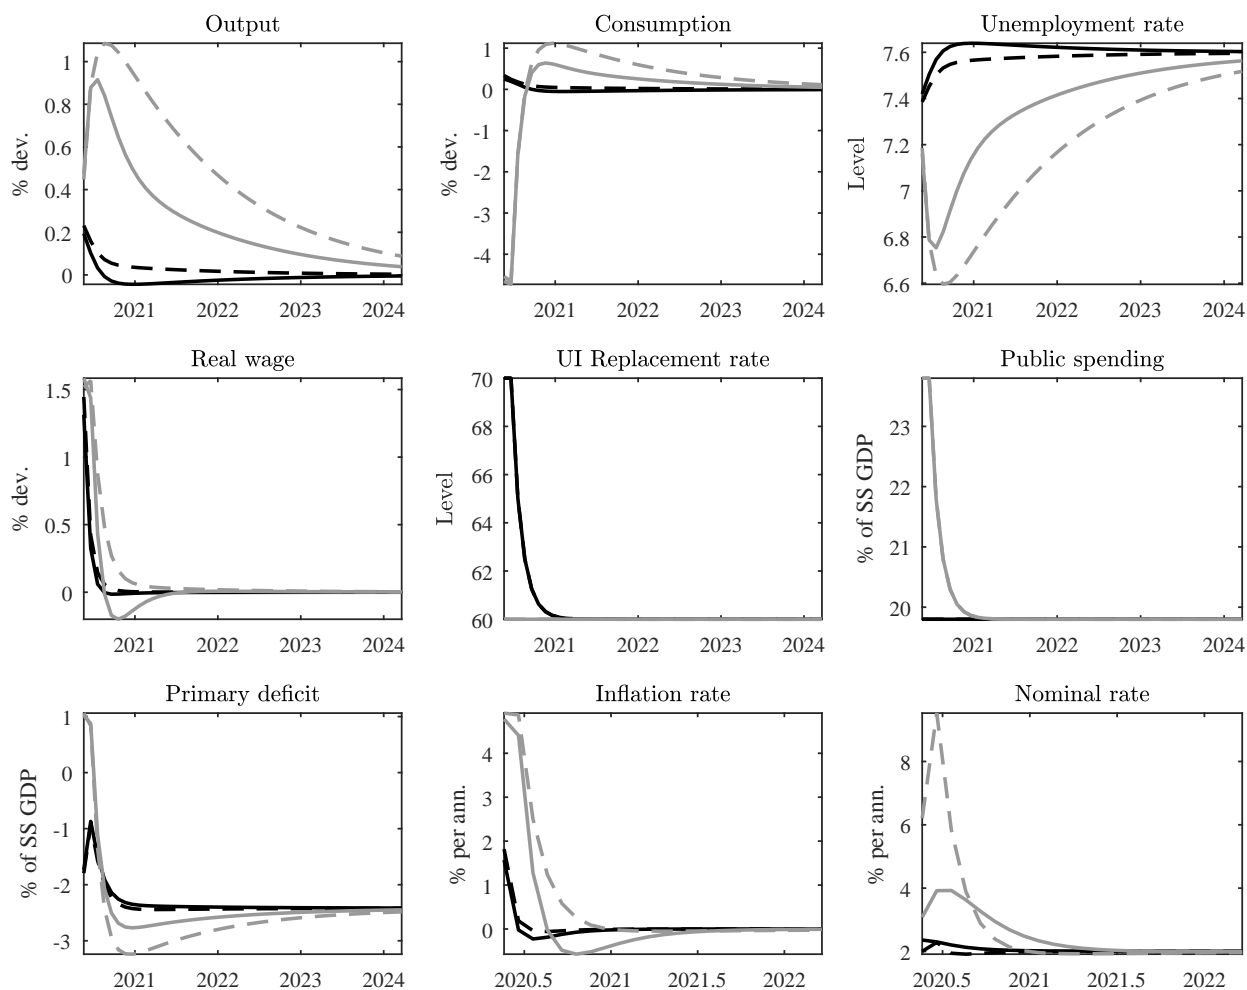 Output
Consumption
Unemployment rate
% dev.
1
0.8
0.6
0.4
0.2
0
2021 2022 2023 2024
% dev.
1
0
-1
-2
-3
-4
2021 2022 2023 2024
Level
7.6
7.4
7.2
7
6.8
6.6
2021 2022 2023 2024
Real wage
UI Replacement rate
Public spending
% dev.
1.5
1
0.5
0
2021 2022 2023 2024
Level
70
68
66
64
62
60
2021 2022 2023 2024
% of SS GDP
23
22
21
20
2021 2022 2023 2024
Primary deficit
Inflation rate
Nominal rate
% of SS GDP
1
0
-1
-2
-3
2021 2022 2023 2024
% per ann.
4
3
2
1
0
2020.5 2021 2021.5 2022
% per ann.
8
6
4
2
2020.5 2021 2021.5 2022